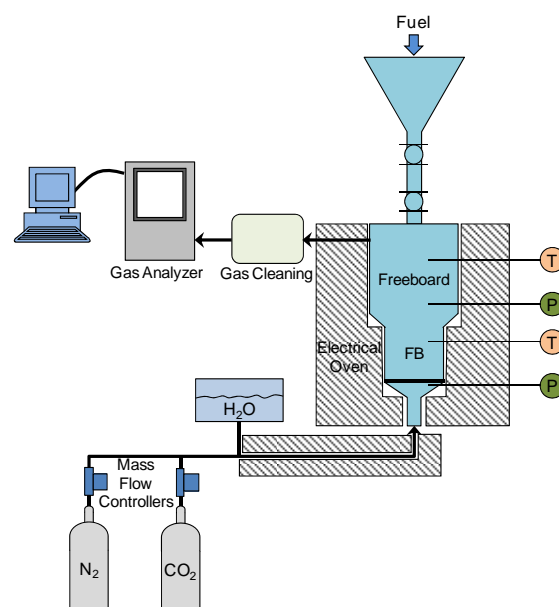 Fuel
Gas Analyzer
Gas Cleaning
Freeboard
T
P
T
P
Electrical
Oven
FB
H2O
Mass
Flow
Controllers
N2
CO2